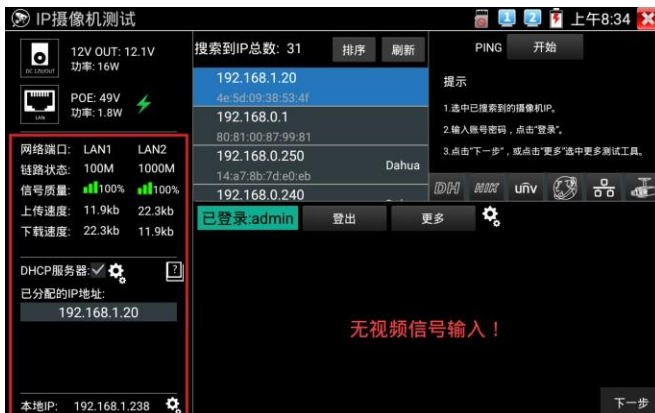 IP摄像机测试
1
2
上午8:34
DC I/NOUT
12V OUT: 12.1V
功率: 16W
LAN
POE: 49V
功率: 1.8W
网络端口: LAN1 LAN2
链路状态: 100M 1000M
信号质量: 100% 100%
上传速度: 11.9kb 22.3kb
下载速度: 22.3kb 11.9kb
DHCP服务器:
?
已分配的IP地址:
192.168.1.20
本地IP: 192.168.1.238
搜索到IP总数: 31 排序 刷新
192.168.1.20
4e:5d:09:38:53:4f
192.168.0.1
80:81:00:87:99:81
192.168.0.250
14:a7:8b:7d:e0:eb Dahua
192.168.0.240
PING 开始
提示
1.选中已搜索到的摄像机IP。
2.输入账号密码，点击"登录"。
3.点击"下一步"，或点击"更多"选中更多测试工具。
DH HIK unv
已登录:admin 登出 更多
无视频信号输入！
下一步